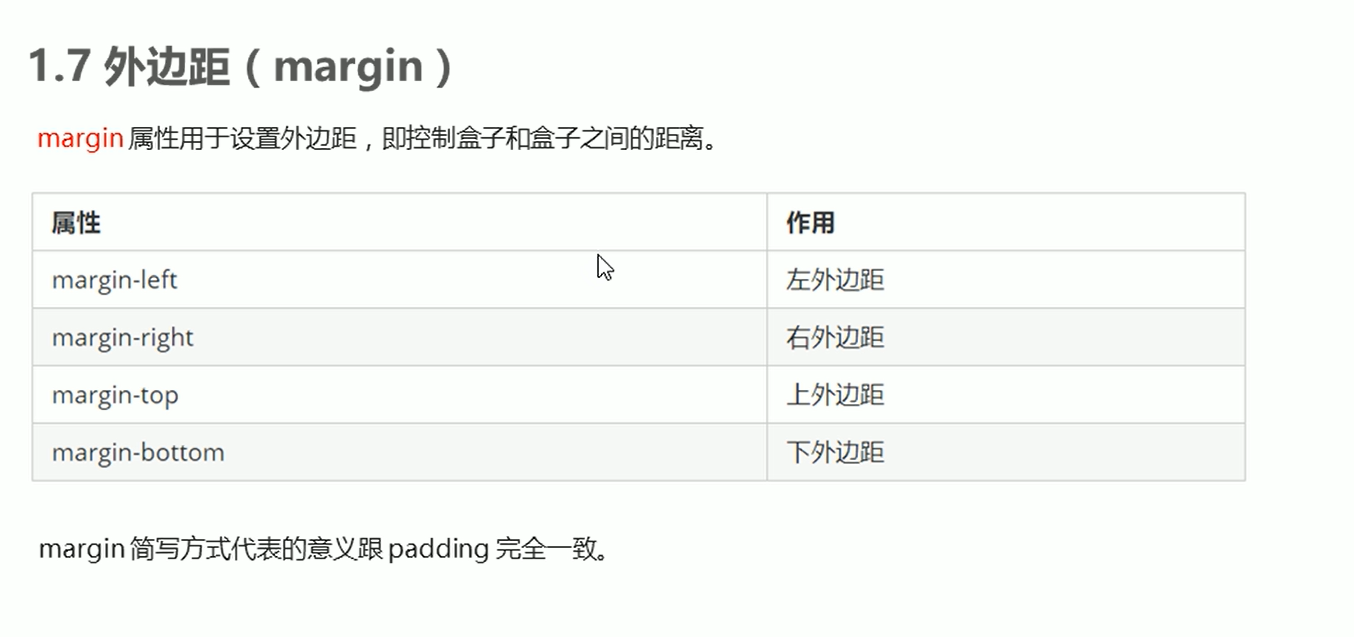 1.7 外边距（margin）
margin 属性用于设置外边距，即控制盒子和盒子之间的距离。
属性 作用
margin-left 左外边距
margin-right 右外边距
margin-top 上外边距
margin-bottom 下外边距
margin 简写方式代表的意义跟 padding 完全一致。